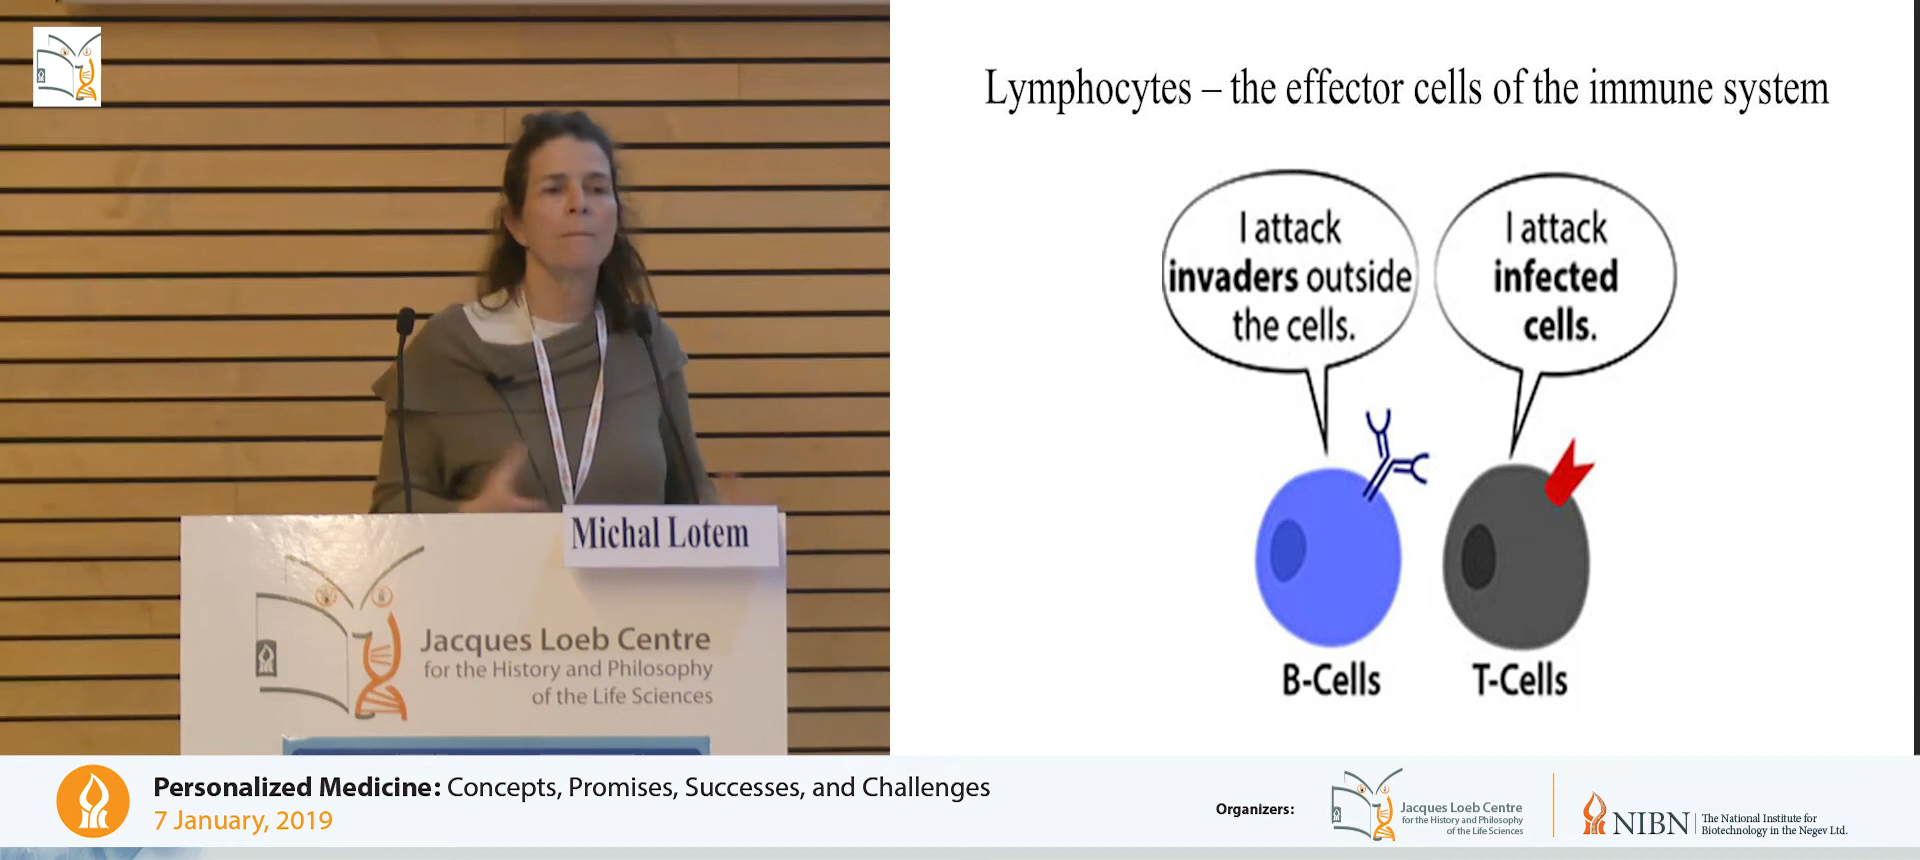 Lymphocytes – the effector cells of the immune system
I attack
invaders outside
the cells.
I attack
infected
cells.
B-Cells
T-Cells
Michal Lotem
Jacques Loeb Centre
for the History and Philosophy
of the Life Sciences
Personalized Medicine: Concepts, Promises, Successes, and Challenges
7 January, 2019
Organizers:
Jacques Loeb Centre
for the History and Philosophy
of the Life Sciences
NIBN
The National Institute for
Biotechnology in the Negev Ltd.